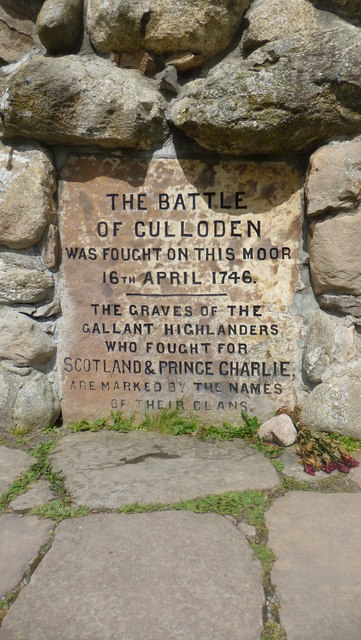 THE BATTLE
OF CULLODEN
WAS FOUGHT ON THIS MOOR
16TH APRIL 1746.
THE GRAVES OF THE
GALLANT HIGHLANDERS
WHO FOUGHT FOR
SCOTLAND & PRINCE CHARLIE
ARE MARKED BY THE NAMES
OF THEIR CLANS.